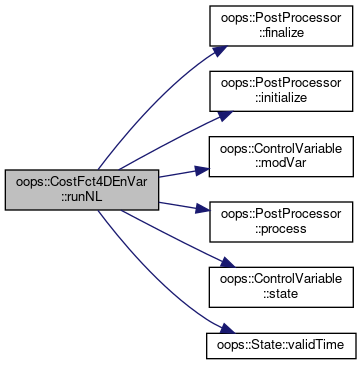 oops::CostFct4DEnVar
::runNL
oops::PostProcessor
::finalize
oops::PostProcessor
::initialize
oops::ControlVariable
::modVar
oops::PostProcessor
::process
oops::ControlVariable
::state
oops::State::validTime